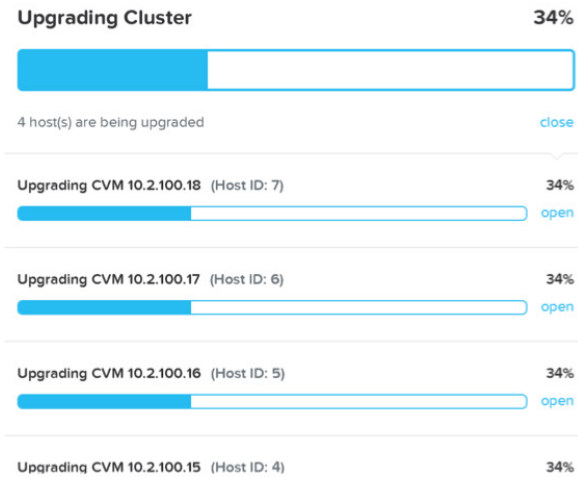 Upgrading Cluster 34%
4 host(s) are being upgraded close
Upgrading CVM 10.2.100.18 (Host ID: 7) 34%
open
Upgrading CVM 10.2.100.17 (Host ID: 6) 34%
open
Upgrading CVM 10.2.100.16 (Host ID: 5) 34%
open
Upgrading CVM 10.2.100.15 (Host ID: 4) 34%